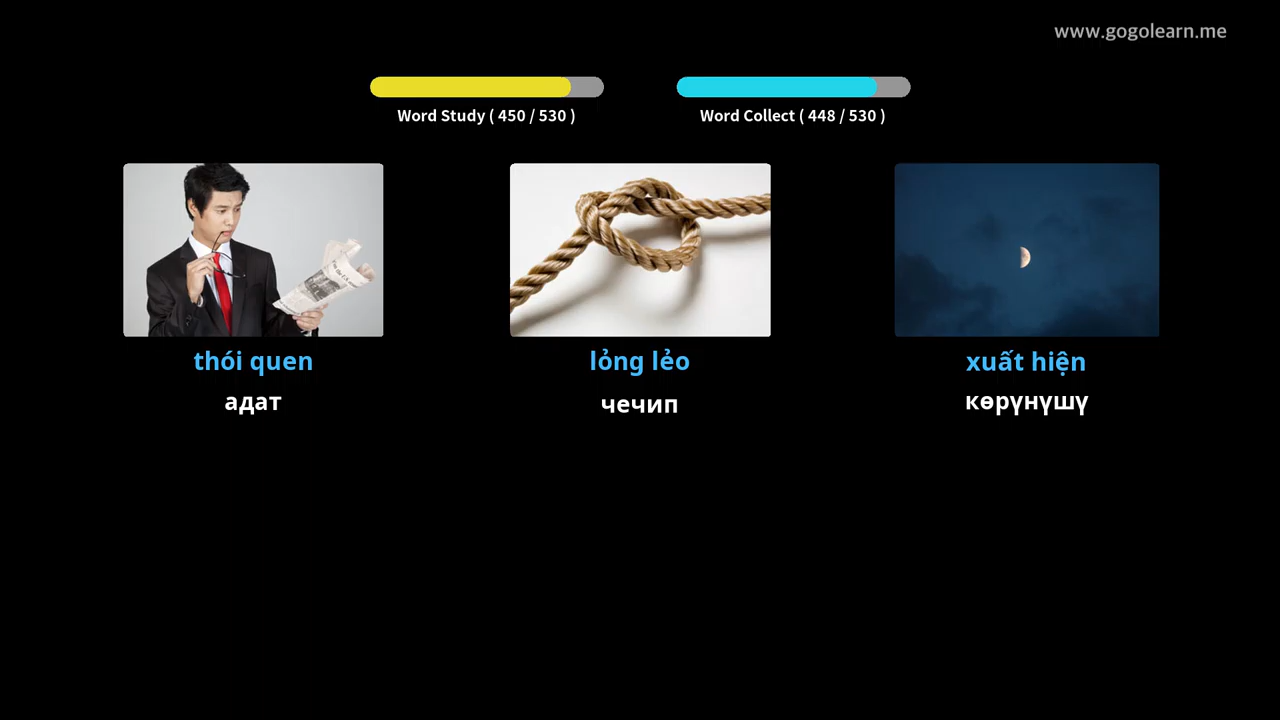 www.gogolearn.me
Word Study ( 450 / 530 )
Word Collect ( 448 / 530 )
thói quen
адат
lỏng lẻo
чечип
xuất hiện
көрүнүшү